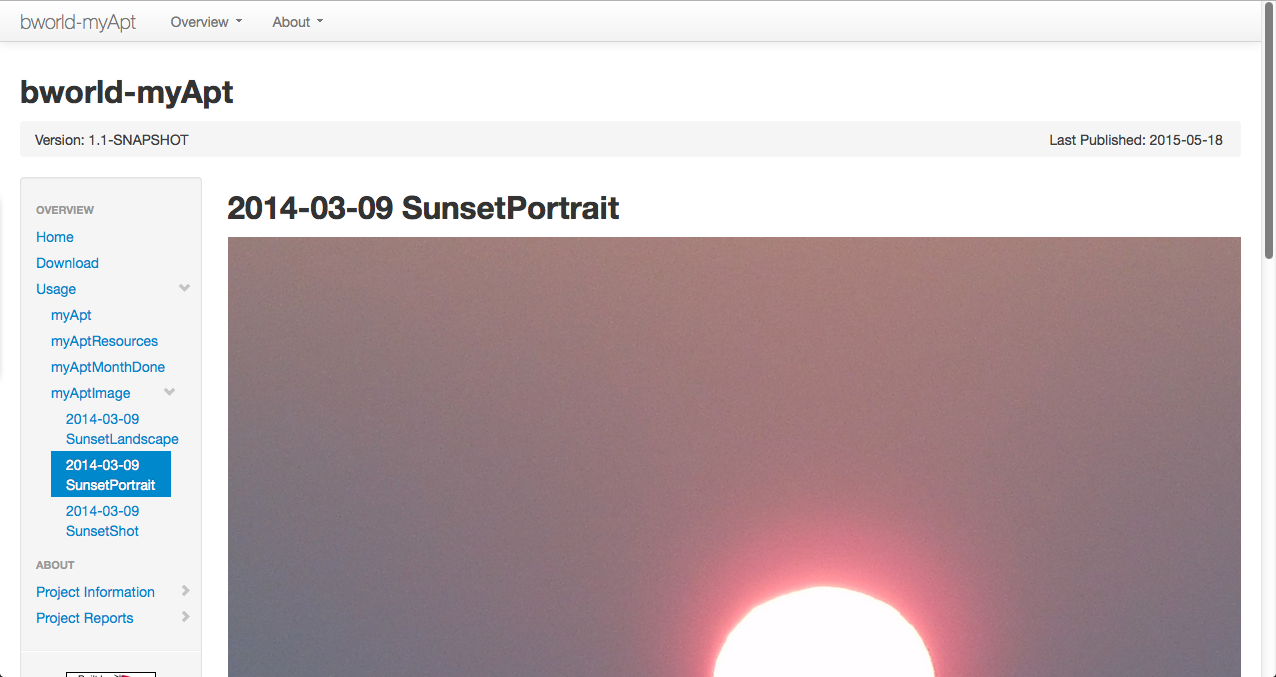 bworld-myApt Overview About
bworld-myApt
Version: 1.1-SNAPSHOT Last Published: 2015-05-18
OVERVIEW
Home
Download
Usage
myApt
myAptResources
myAptMonthDone
myAptImage
2014-03-09
SunsetLandscape
2014-03-09
SunsetPortrait
2014-03-09
SunsetShot
ABOUT
Project Information
Project Reports
2014-03-09 SunsetPortrait